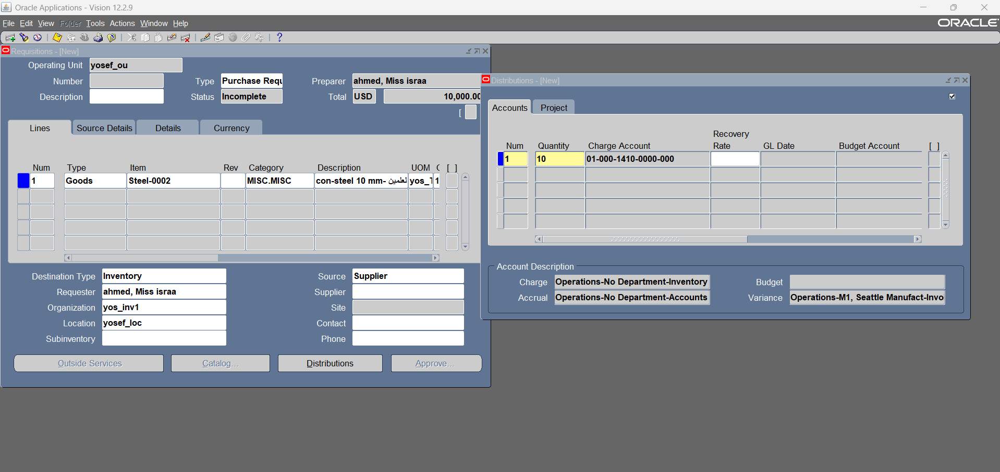 Oracle Applications - Vision 12.2.9
File Edit View Folder Tools Actions Window Help
ORACLE
Requisitions - [New]
Operating Unit yosef_ou
Number Type Purchase Requ Preparer ahmed, Miss israa
Description Status Incomplete Total USD 10,000.00
[
Lines Source Details Details Currency
Num Type Item Rev Category Description UOM [ ]
1 Goods Steel-0002 MISC.MISC con-steel 10 mm- لعلمين yos_T 1
Destination Type Inventory Source Supplier
Requester ahmed, Miss israa Supplier
Organization yos_inv1 Site
Location yosef_loc Contact
Subinventory Phone
Outside Services Catalog... Distributions Approve...
Distributions - [New]
Accounts Project
Recovery
Num Quantity Charge Account Rate GL Date Budget Account [ ]
1 10 01-000-1410-0000-000
Account Description
Charge Operations-No Department-Inventory Budget
Accrual Operations-No Department-Accounts Variance Operations-M1, Seattle Manufact-Invo